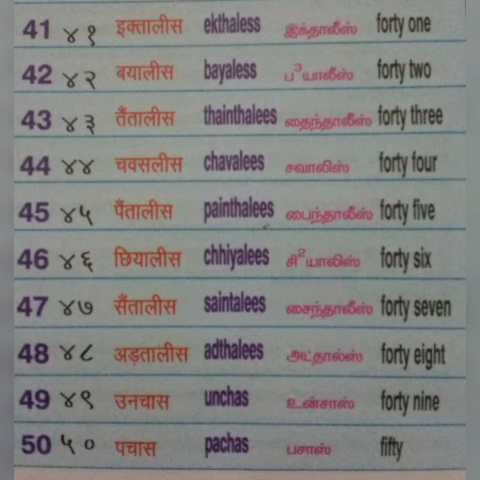 41 ४१ इक्तालीस ekthaless இக்தாலீஸ் forty one
42 ४२ बयालीस bayaless ப³யாலீஸ் forty two
43 ४३ तैंतालीस thainthalees தைந்தாலீஸ் forty three
44 ४४ चवसलीस chavalees சவாலிஸ் forty four
45 ४५ पैंतालीस painthalees பைந்தாலீஸ் forty five
46 ४६ छियालीस chhiyalees சி²யாலிஸ் forty six
47 ४७ सैंतालीस saintalees சைந்தாலீஸ் forty seven
48 ४८ अड़तालीस adthalees அட்தால்ஸ் forty eight
49 ४९ उनचास unchas உன்சாஸ் forty nine
50 ५० पचास pachas பசாஸ் fifty